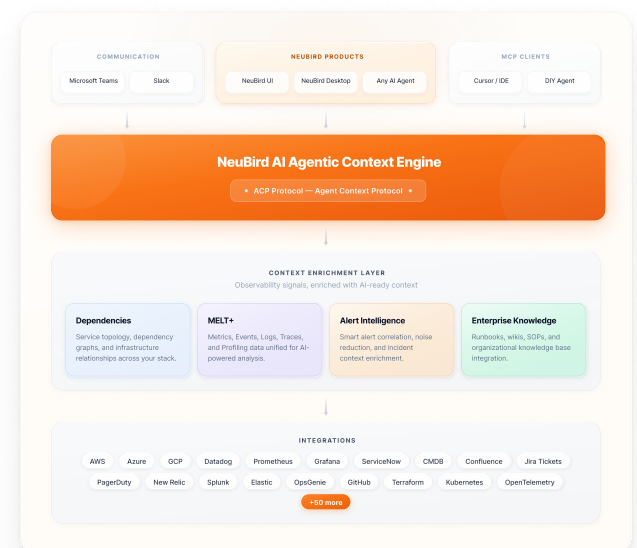 COMMUNICATION
Microsoft Teams
Slack
NEUBIRD PRODUCTS
NeuBird UI
NeuBird Desktop
Any AI Agent
MCP CLIENTS
Cursor / IDE
DIY Agent
NeuBird AI Agentic Context Engine
ACP Protocol — Agent Context Protocol
CONTEXT ENRICHMENT LAYER
Observability signals, enriched with AI-ready context
Dependencies
Service topology, dependency
graphs, and infrastructure
relationships across your stack.
MELT+
Metrics, Events, Logs, Traces,
and Profiling data unified for AI-
powered analysis.
Alert Intelligence
Smart alert correlation, noise
reduction, and incident
context enrichment.
Enterprise Knowledge
Runbooks, wikis, SOPs, and
organizational knowledge base
integration.
INTEGRATIONS
AWS
Azure
GCP
Datadog
Prometheus
Grafana
ServiceNow
CMDB
Confluence
Jira Tickets
PagerDuty
New Relic
Splunk
Elastic
OpsGenie
GitHub
Terraform
Kubernetes
OpenTelemetry
+50 more